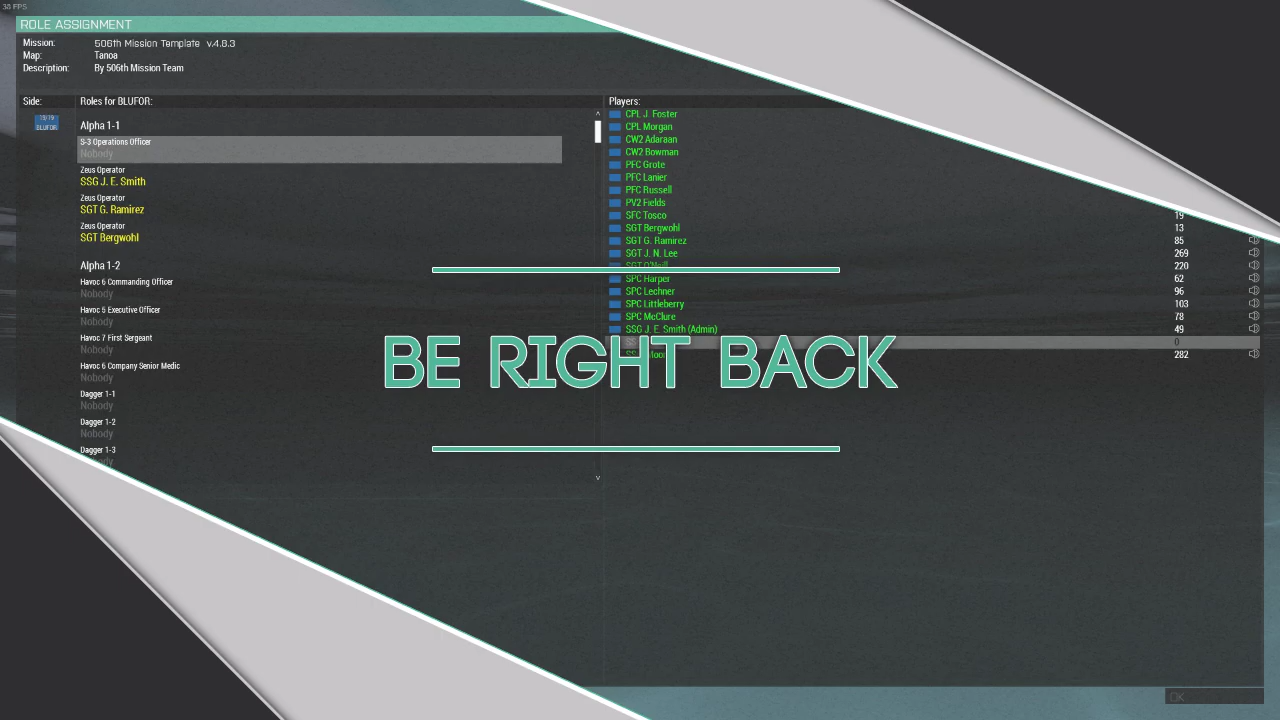 38 FPS
ROLE ASSIGNMENT
Mission: 506th Mission Template v.4.8.3
Map: Tanoa
Description: By 506th Mission Team
Side: Roles for BLUFOR: Players:
15/19
BLUFOR
Alpha 1-1
S-3 Operations Officer
Nobody
Zeus Operator
SSG J. E. Smith
Zeus Operator
SGT G. Ramirez
Zeus Operator
SGT Bergwohl
Alpha 1-2
Havoc 6 Commanding Officer
Nobody
Havoc 5 Executive Officer
Nobody
Havoc 7 First Sergeant
Nobody
Havoc 6 Company Senior Medic
Nobody
Dagger 1-1
Nobody
Dagger 1-2
Nobody
Dagger 1-3
CPL J. Foster
CPL Morgan
CW2 Adaraan
CW2 Bowman
PFC Grote
PFC Lanier
PFC Russell
PV2 Fields
SFC Tosco 19
SGT Bergwohl 13
SGT G. Ramirez 85
SGT J. N. Lee 269
SGT O'Neill 220
SPC Harper 62
SPC Lechner 96
SPC Littleberry 103
SPC McClure 78
SSG J. E. Smith (Admin) 49
0
282
BE RIGHT BACK
OK